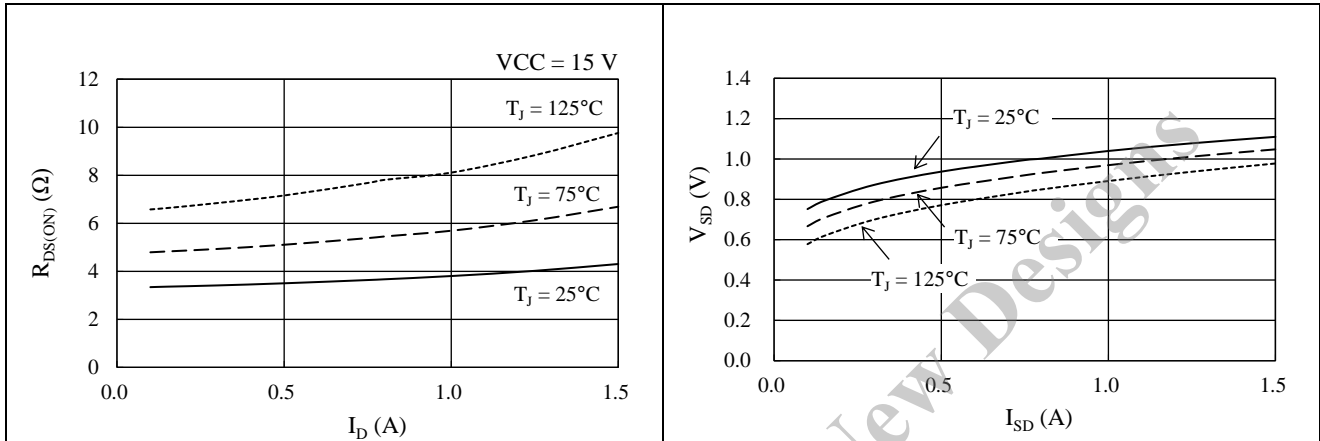 VCC = 15 V
12
10
8
6
4
2
0
R_DS(ON) (Ω)
T_J = 125°C
T_J = 75°C
T_J = 25°C
0.0 0.5 1.0 1.5
I_D (A)
1.4
1.2
1.0
0.8
0.6
0.4
0.2
0.0
V_SD (V)
T_J = 25°C
T_J = 75°C
T_J = 125°C
0.0 0.5 1.0 1.5
I_SD (A)
New Designs